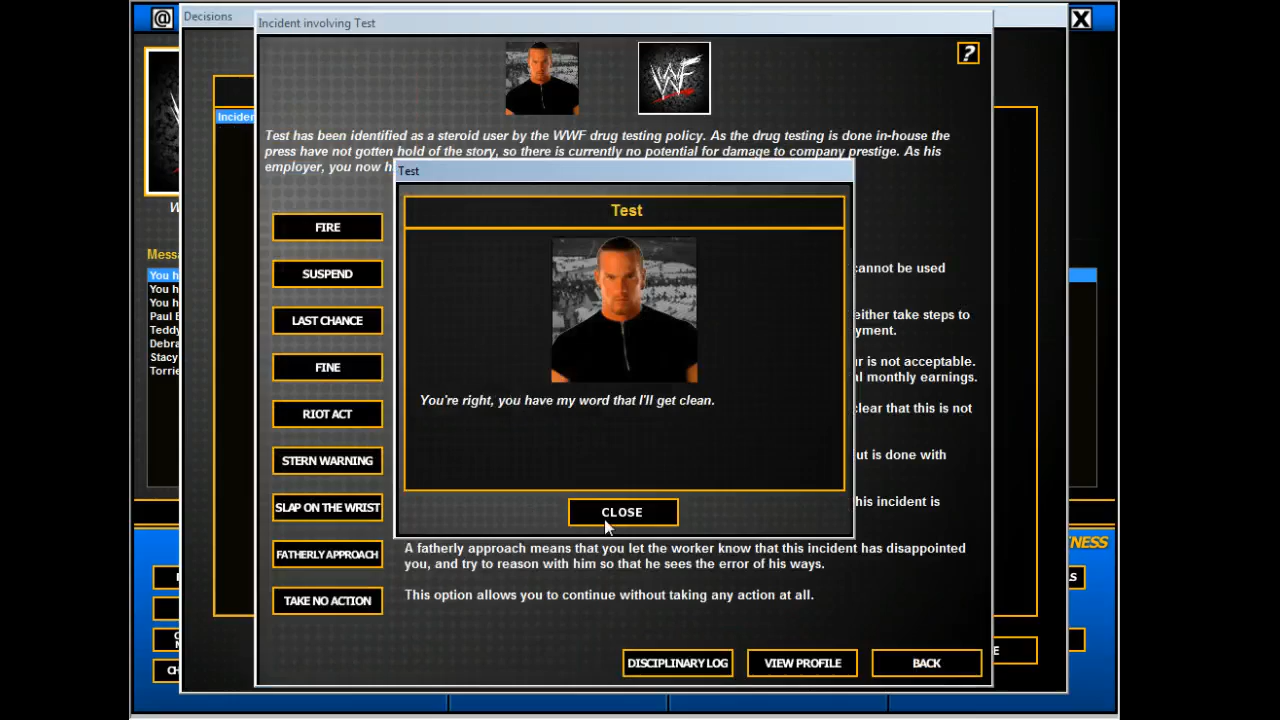 @
Decisions
X
Incident involving Test
?
WF
Inciden
Test has been identified as a steroid user by the WWF drug testing policy. As the drug testing is done in-house the
press have not gotten hold of the story, so there is currently no potential for damage to company prestige. As his
employer, you now h
Test
Test
W
FIRE
Messa
cannot be used
You h
SUSPEND
You h
You h
Paul E
LAST CHANCE
either take steps to
yment.
Teddy
Debra
Stacy
FINE
r is not acceptable.
Torrie
al monthly earnings.
You're right, you have my word that I'll get clean.
RIOT ACT
clear that this is not
STERN WARNING
ut is done with
SLAP ON THE WRIST
CLOSE
his incident is
NESS
FATHERLY APPROACH
A fatherly approach means that you let the worker know that this incident has disappointed
you, and try to reason with him so that he sees the error of his ways.
S
TAKE NO ACTION
This option allows you to continue without taking any action at all.
E
CH
DISCIPLINARY LOG
VIEW PROFILE
BACK